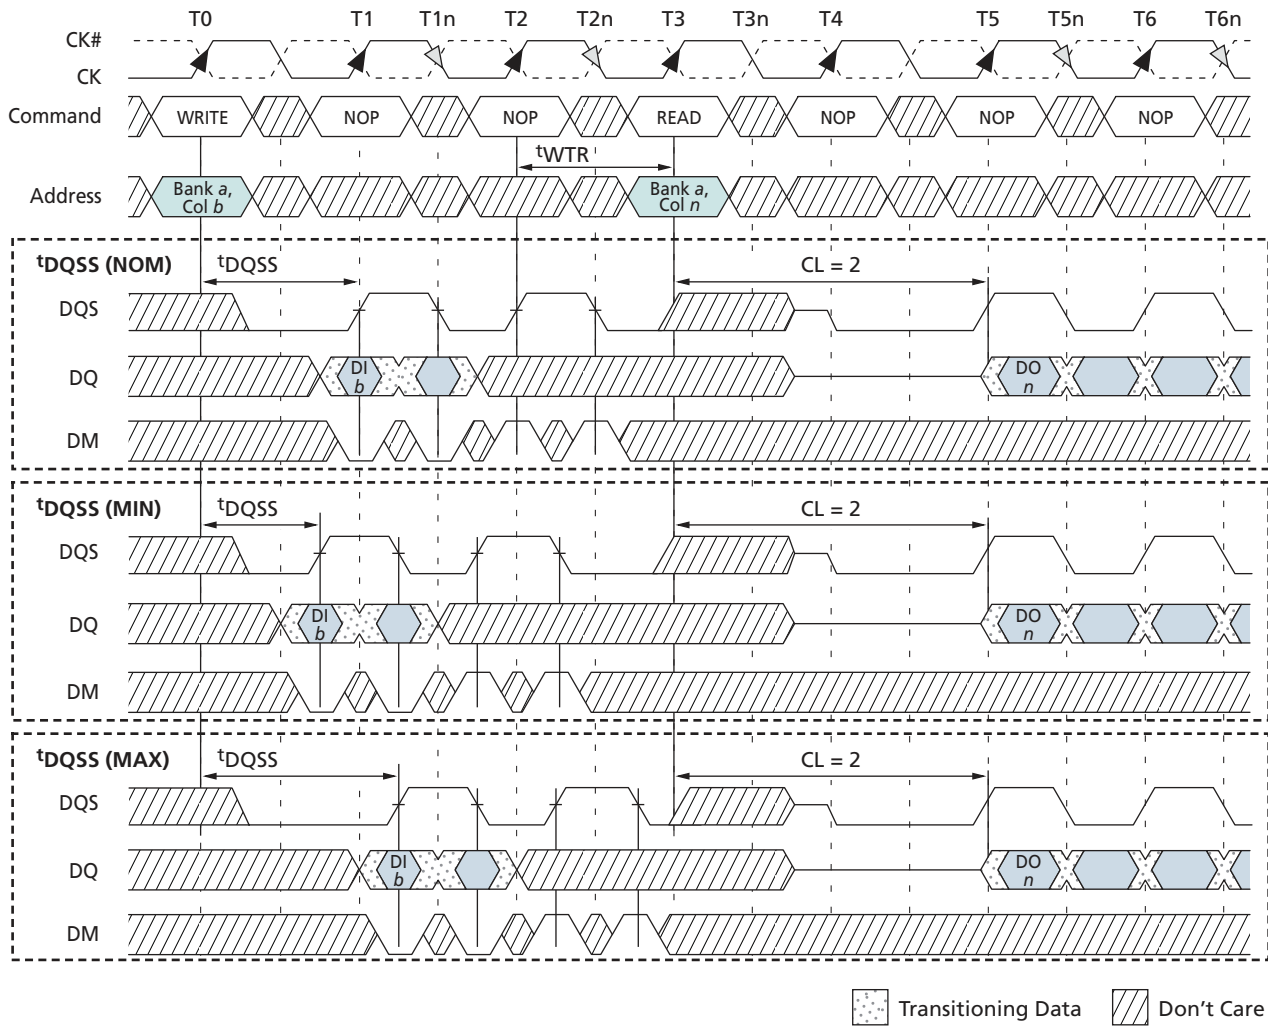 T0 T1 T1n T2 T2n T3 T3n T4 T5 T5n T6 T6n
CK#
CK
Command WRITE NOP NOP READ NOP NOP NOP
tWTR
Address Bank a, Col b Bank a, Col n
tDQSS (NOM) tDQSS CL = 2
DQS
DQ DI b DO n
DM
tDQSS (MIN) tDQSS CL = 2
DQS
DQ DI b DO n
DM
tDQSS (MAX) tDQSS CL = 2
DQS
DQ DI b DO n
DM
Transitioning Data Don't Care